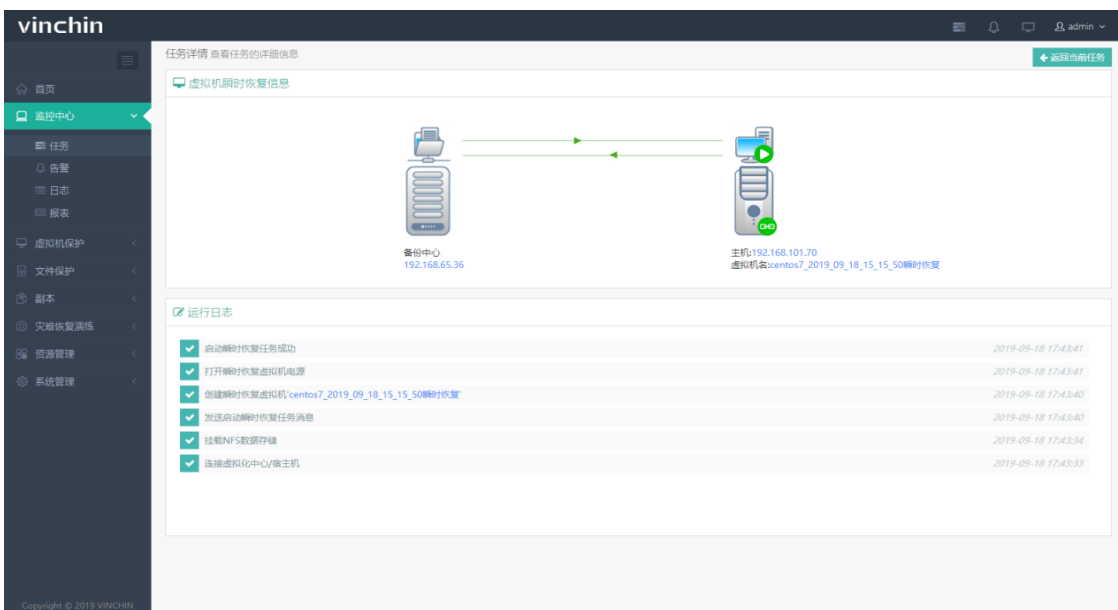 vinchin
admin
任务详情 查看任务的详细信息
返回当前任务
首页
监控中心
任务
告警
日志
报表
虚拟机保护
文件保护
副本
灾难恢复演练
资源管理
系统管理
Copyright © 2019 VINCHIN
虚拟机瞬时恢复信息
备份中心
192.168.65.36
主机:192.168.101.70
虚拟机名:centos7_2019_09_18_15_15_50瞬时恢复
运行日志
启动瞬时恢复任务成功 2019-09-18 17:43:41
打开瞬时恢复虚拟机电源 2019-09-18 17:43:41
创建瞬时恢复虚拟机'centos7_2019_09_18_15_15_50瞬时恢复' 2019-09-18 17:43:40
发送启动瞬时恢复任务消息 2019-09-18 17:43:40
挂载NFS数据存储 2019-09-18 17:43:34
连接虚拟化中心/宿主机 2019-09-18 17:43:33